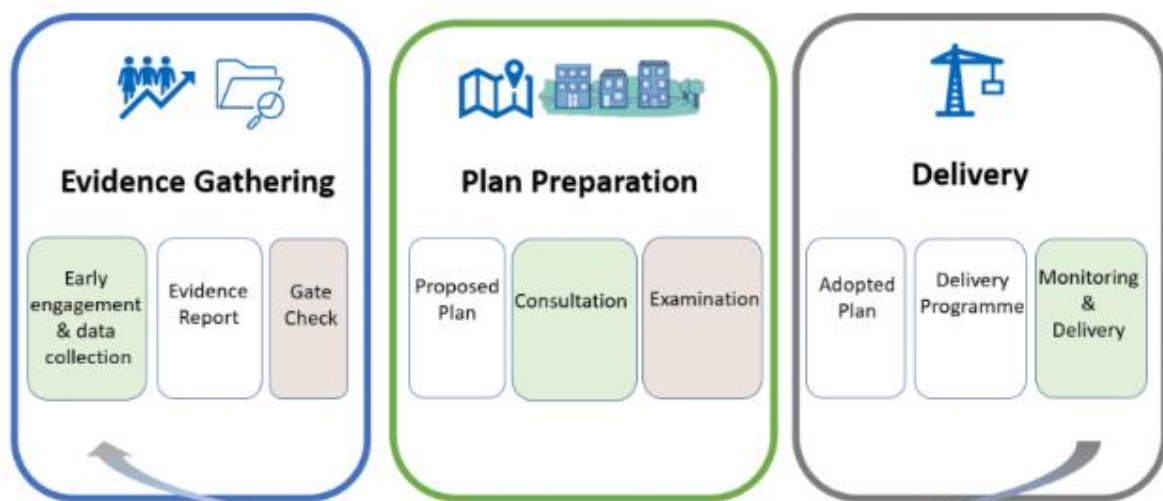 Evidence Gathering
Early
engagement
& data
collection
Evidence
Report
Gate
Check
Plan Preparation
Proposed
Plan
Consultation
Examination
Delivery
Adopted
Plan
Delivery
Programme
Monitoring
&
Delivery